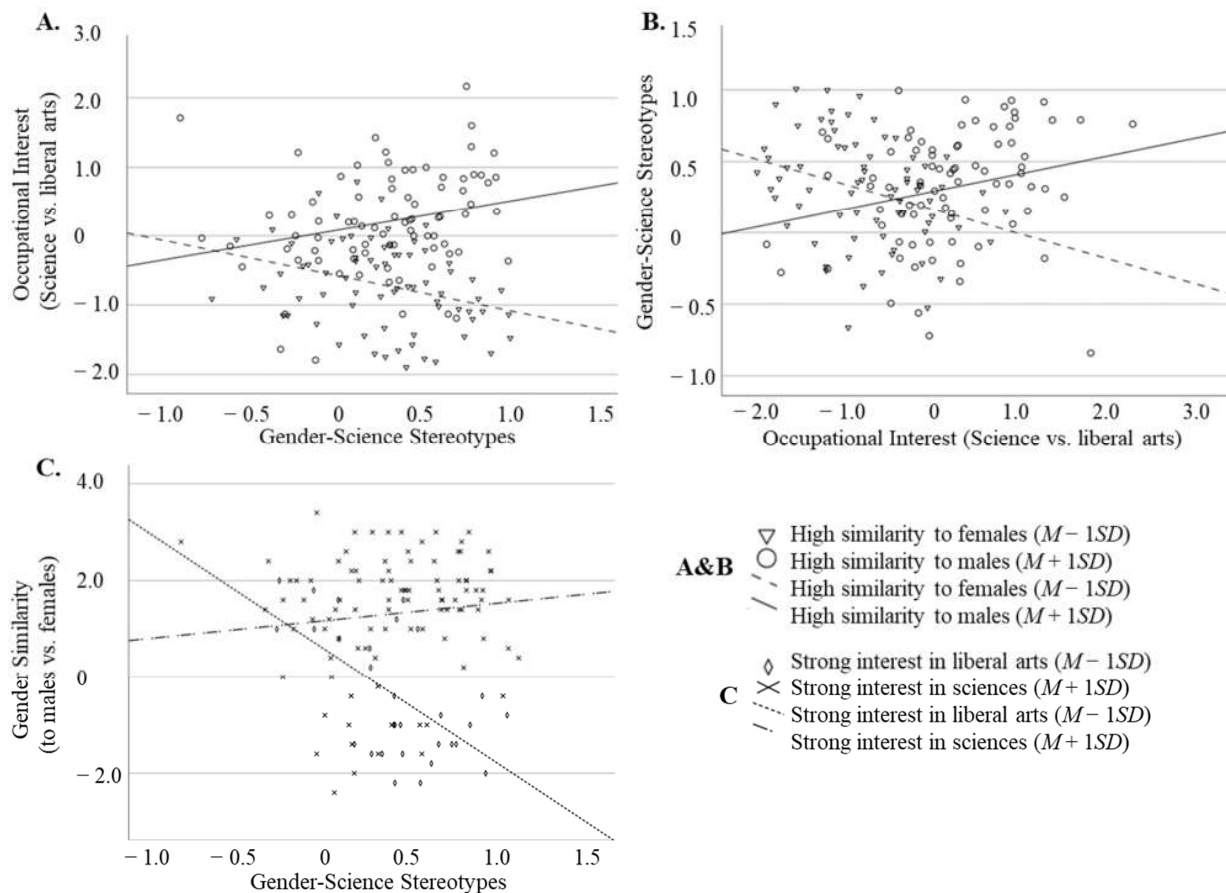 A.
3.0
2.0
1.0
0
− 1.0
− 2.0
Occupational Interest
(Science vs. liberal arts)
− 1.0 − 0.5 0 0.5 1.0 1.5
Gender-Science Stereotypes
B.
1.5
1.0
0.5
0
− 0.5
− 1.0
Gender-Science Stereotypes
− 2.0 − 1.0 0 1.0 2.0 3.0
Occupational Interest (Science vs. liberal arts)
C.
4.0
2.0
0
− 2.0
Gender Similarity
(to males vs. females)
− 1.0 − 0.5 0 0.5 1.0 1.5
Gender-Science Stereotypes
A&B
High similarity to females (M − 1SD)
High similarity to males (M + 1SD)
High similarity to females (M − 1SD)
High similarity to males (M + 1SD)
C
Strong interest in liberal arts (M − 1SD)
Strong interest in sciences (M + 1SD)
Strong interest in liberal arts (M − 1SD)
Strong interest in sciences (M + 1SD)